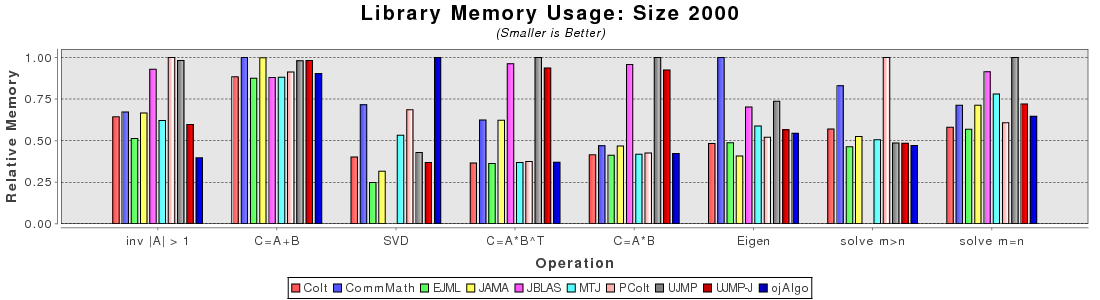 Library Memory Usage: Size 2000
(Smaller is Better)
Relative Memory
1.00
0.75
0.50
0.25
0.00
inv |A| > 1 C=A+B SVD C=A*B^T C=A*B Eigen solve m>n solve m=n
Operation
Colt CommMath EJML JAMA JBLAS MTJ PColt UJMP UJMP-J ojAlgo